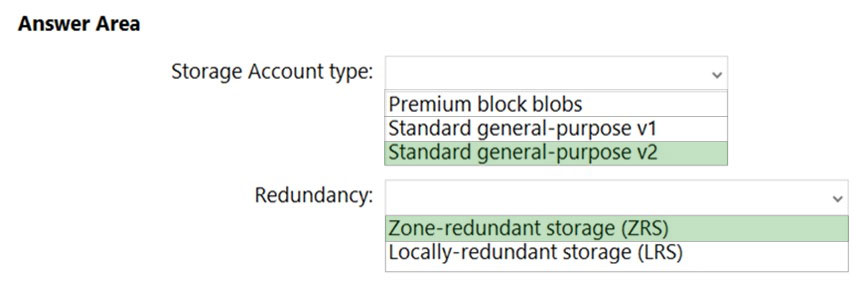 Answer Area
Storage Account type:
Premium block blobs
Standard general-purpose v1
Standard general-purpose v2
Redundancy:
Zone-redundant storage (ZRS)
Locally-redundant storage (LRS)